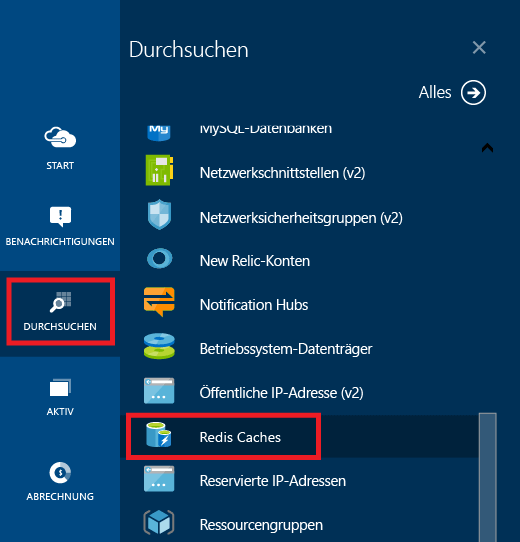 START
BENACHRICHTIGUNGEN
DURCHSUCHEN
AKTIV
ABRECHNUNG
Durchsuchen
Alles
My
MySQL-Datenbanken
Netzwerkschnittstellen (v2)
Netzwerksicherheitsgruppen (v2)
New Relic-Konten
Notification Hubs
Betriebssystem-Datenträger
Öffentliche IP-Adresse (v2)
Redis Caches
Reservierte IP-Adressen
Ressourcengruppen